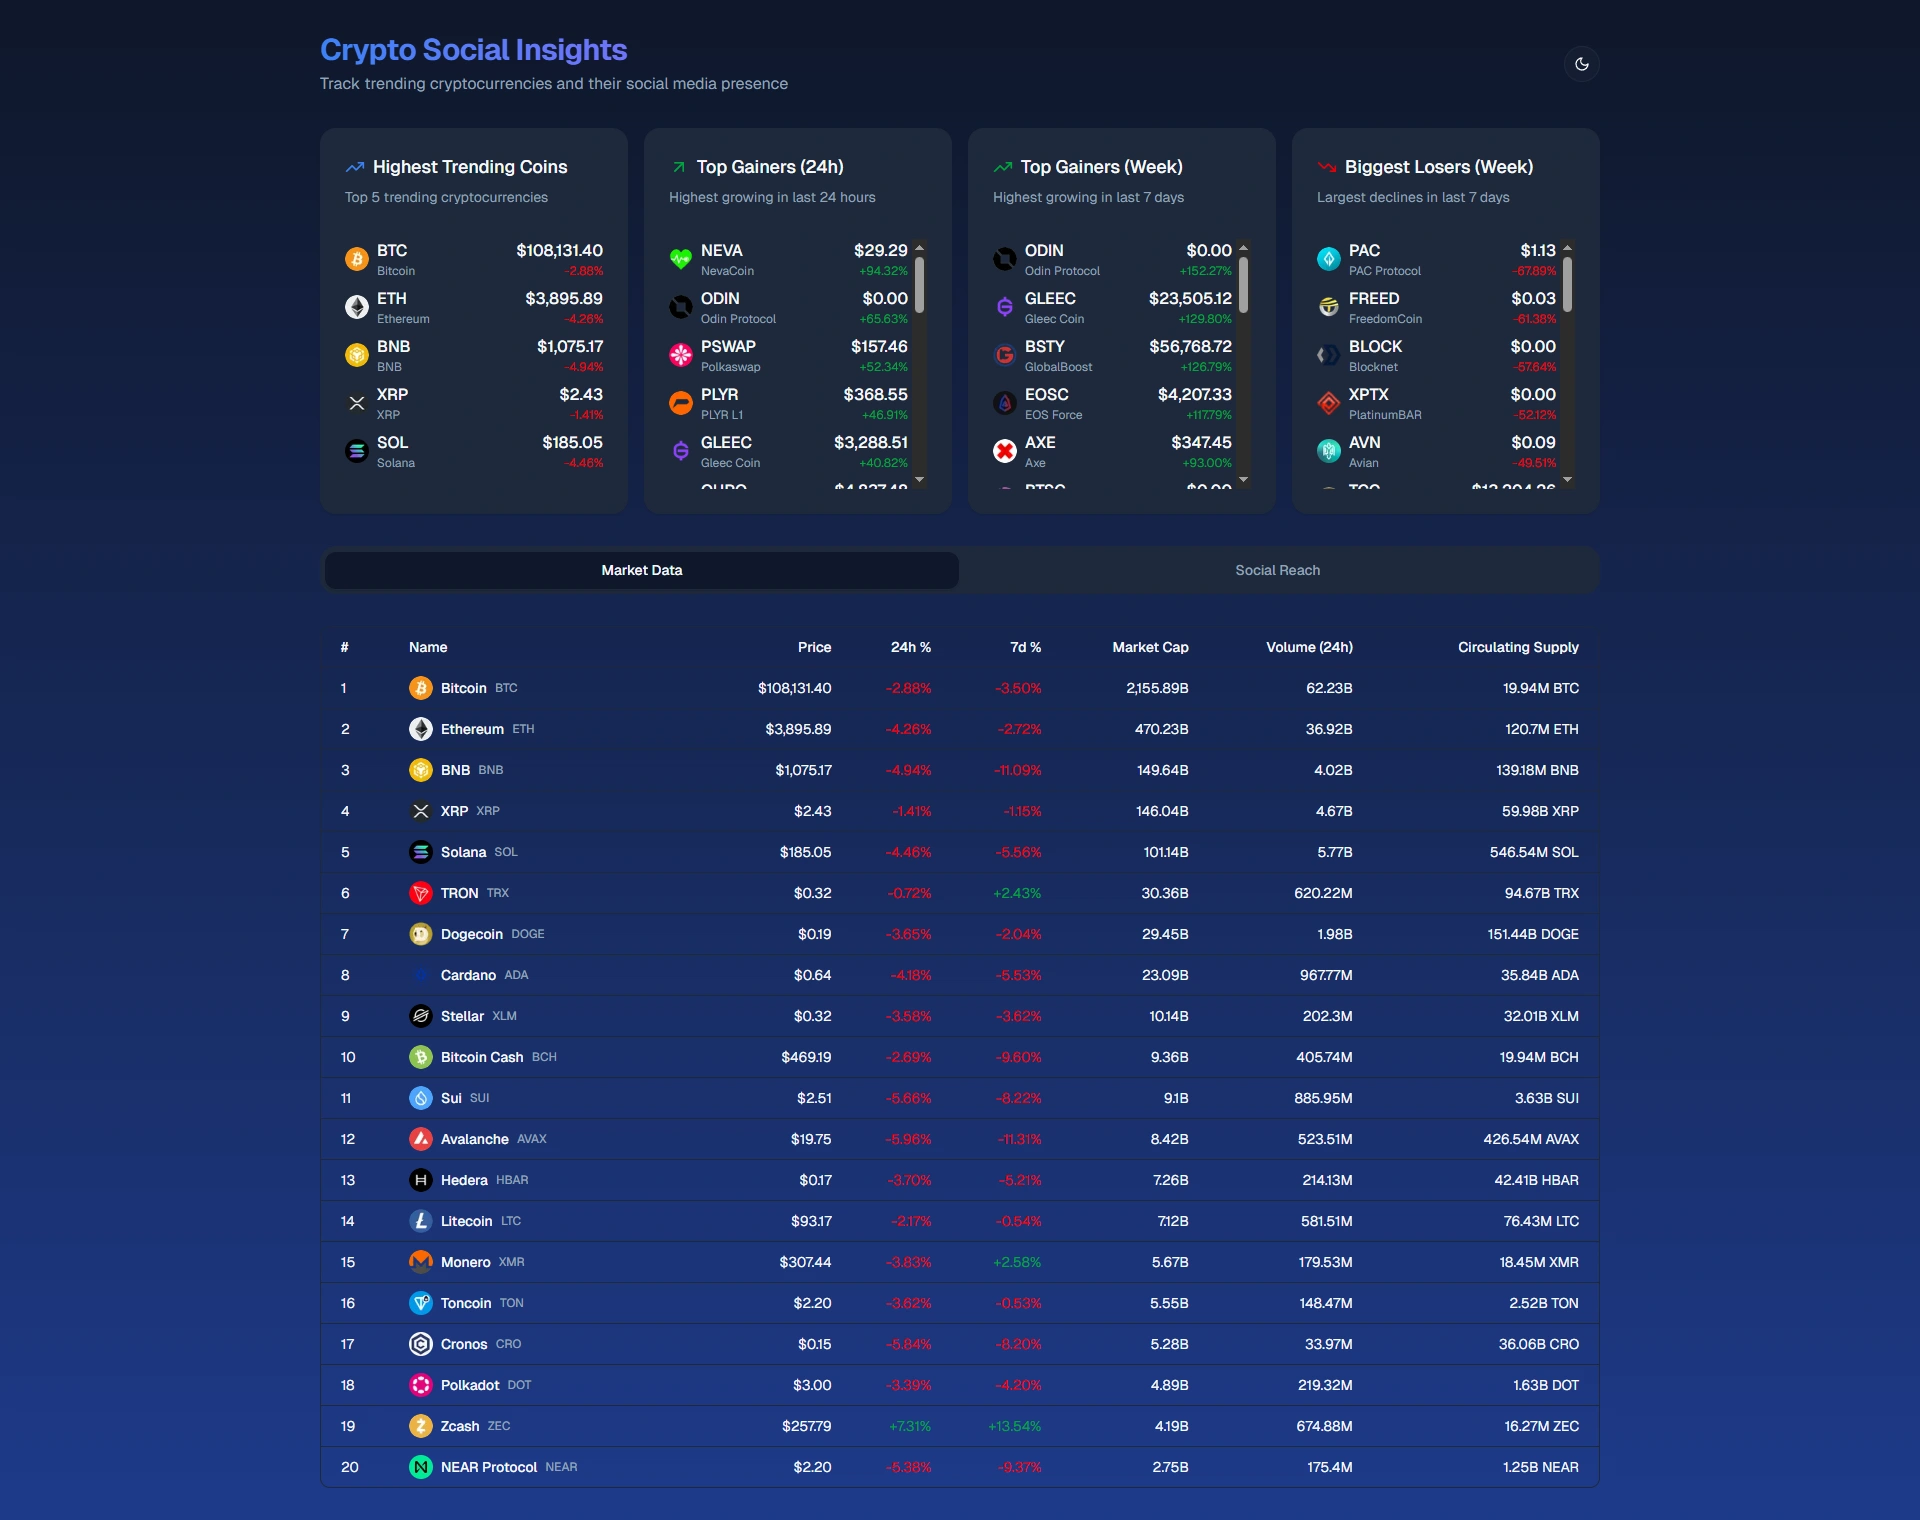 Crypto Social Insights
Track trending cryptocurrencies and their social media presence
Highest Trending Coins
Top 5 trending cryptocurrencies
BTC $108,131.40
Bitcoin -2.88%
ETH $3,895.89
Ethereum -4.26%
BNB $1,075.17
BNB -4.94%
XRP $2.43
XRP -1.41%
SOL $185.05
Solana -4.46%
Top Gainers (24h)
Highest growing in last 24 hours
NEVA $29.29
NevaCoin +94.32%
ODIN $0.00
Odin Protocol +65.63%
PSWAP $157.46
Polkaswap +52.34%
PLYR $368.55
PLYR L1 +46.91%
GLEEC $3,288.51
Gleec Coin +40.82%
Top Gainers (Week)
Highest growing in last 7 days
ODIN $0.00
Odin Protocol +152.27%
GLEEC $23,505.12
Gleec Coin +129.80%
BSTY $56,768.72
GlobalBoost +126.79%
EOSC $4,207.33
EOS Force +117.79%
AXE $347.45
Axe +93.00%
Biggest Losers (Week)
Largest declines in last 7 days
PAC $1.13
PAC Protocol -67.89%
FREED $0.03
FreedomCoin -61.38%
BLOCK $0.00
Blocknet -57.64%
XPTX $0.00
PlatinumBAR -52.12%
AVN $0.09
Avian -49.51%
Market Data Social Reach
# Name Price 24h % 7d % Market Cap Volume (24h) Circulating Supply
1 Bitcoin BTC $108,131.40 -2.88% -3.50% 2,155.89B 62.23B 19.94M BTC
2 Ethereum ETH $3,895.89 -4.26% -2.72% 470.23B 36.92B 120.7M ETH
3 BNB BNB $1,075.17 -4.94% -11.09% 149.64B 4.02B 139.18M BNB
4 XRP XRP $2.43 -1.41% -1.15% 146.04B 4.67B 59.98B XRP
5 Solana SOL $185.05 -4.46% -5.56% 101.14B 5.77B 546.54M SOL
6 TRON TRX $0.32 -0.72% +2.43% 30.36B 620.22M 94.67B TRX
7 Dogecoin DOGE $0.19 -3.65% -2.04% 29.45B 1.98B 151.44B DOGE
8 Cardano ADA $0.64 -4.18% -5.53% 23.09B 967.77M 35.84B ADA
9 Stellar XLM $0.32 -3.58% -3.62% 10.14B 202.3M 32.01B XLM
10 Bitcoin Cash BCH $469.19 -2.69% -9.60% 9.36B 405.74M 19.94M BCH
11 Sui SUI $2.51 -5.66% -8.22% 9.1B 885.95M 3.63B SUI
12 Avalanche AVAX $19.75 -5.96% -11.31% 8.42B 523.51M 426.54M AVAX
13 Hedera HBAR $0.17 -3.70% -5.21% 7.26B 214.13M 42.41B HBAR
14 Litecoin LTC $93.17 -2.17% -0.54% 7.12B 581.51M 76.43M LTC
15 Monero XMR $307.44 -3.83% +2.58% 5.67B 179.53M 18.45M XMR
16 Toncoin TON $2.20 -3.62% -0.53% 5.55B 148.47M 2.52B TON
17 Cronos CRO $0.15 -5.84% -8.20% 5.28B 33.97M 36.06B CRO
18 Polkadot DOT $3.00 -3.39% -4.20% 4.89B 219.32M 1.63B DOT
19 Zcash ZEC $257.79 +7.31% +13.54% 4.19B 674.88M 16.27M ZEC
20 NEAR Protocol NEAR $2.20 -5.38% -9.37% 2.75B 175.4M 1.25B NEAR